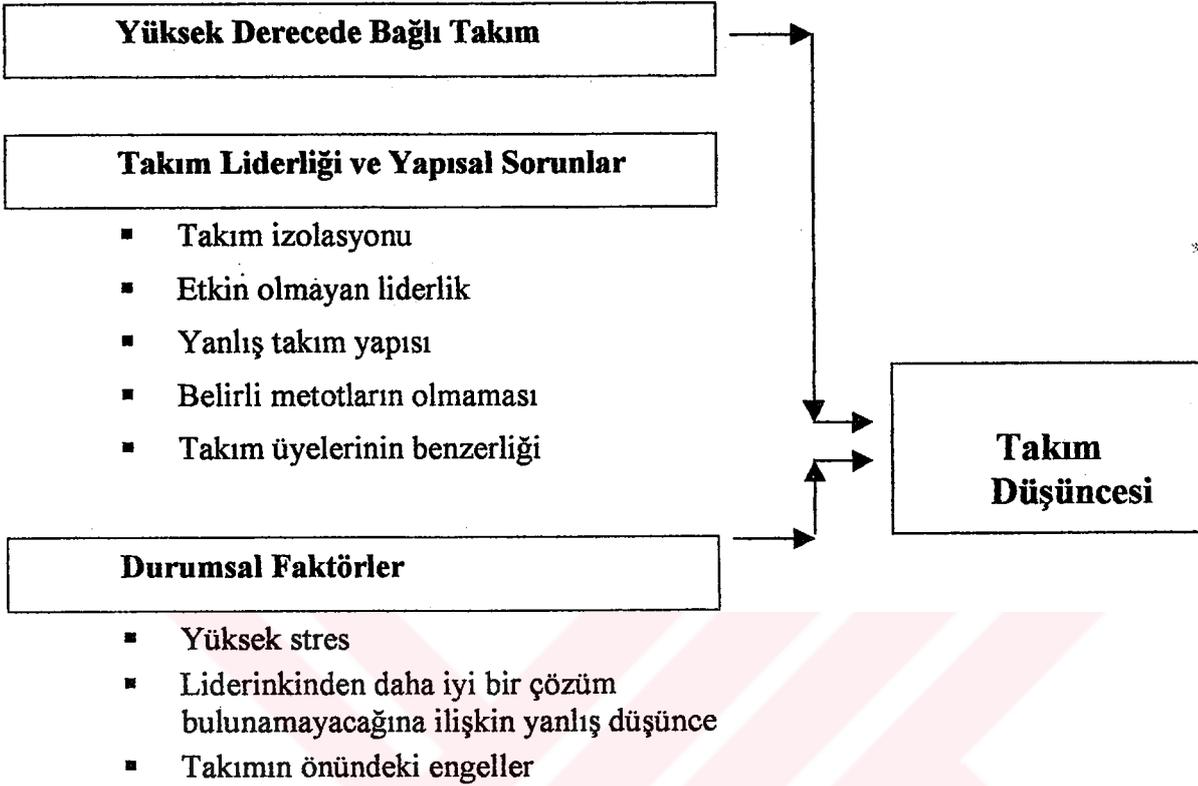 Yüksek Derecede Bağlı Takım
Takım Liderliği ve Yapısal Sorunlar
▪ Takım izolasyonu
▪ Etkin olmayan liderlik
▪ Yanlış takım yapısı
▪ Belirli metotların olmaması
▪ Takım üyelerinin benzerliği
Takım
Düşüncesi
Durumsal Faktörler
▪ Yüksek stres
▪ Liderinkinden daha iyi bir çözüm
bulunamayacağına ilişkin yanlış düşünce
▪ Takımın önündeki engeller